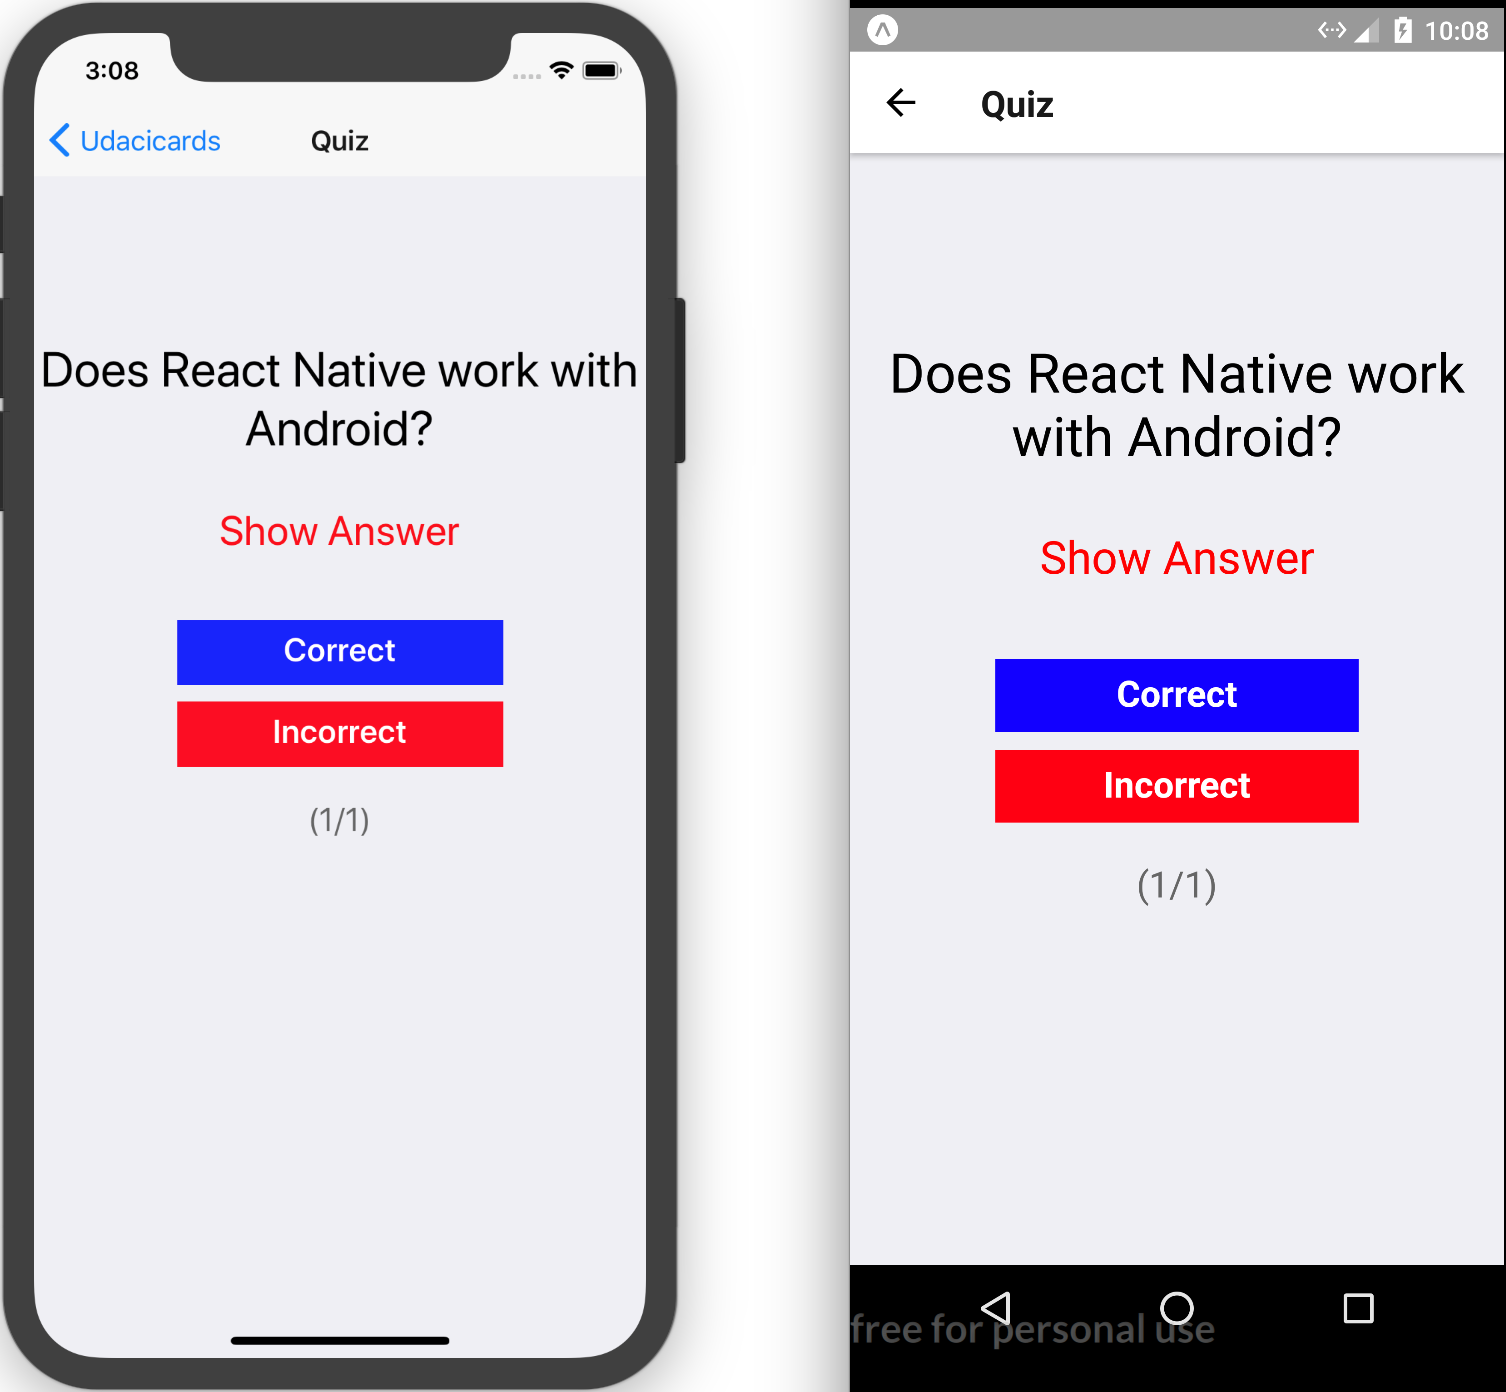 3:08
Udacicards
Quiz
Does React Native work with
Android?
Show Answer
Correct
Incorrect
(1/1)
10:08
Quiz
Does React Native work
with Android?
Show Answer
Correct
Incorrect
(1/1)
free for personal use